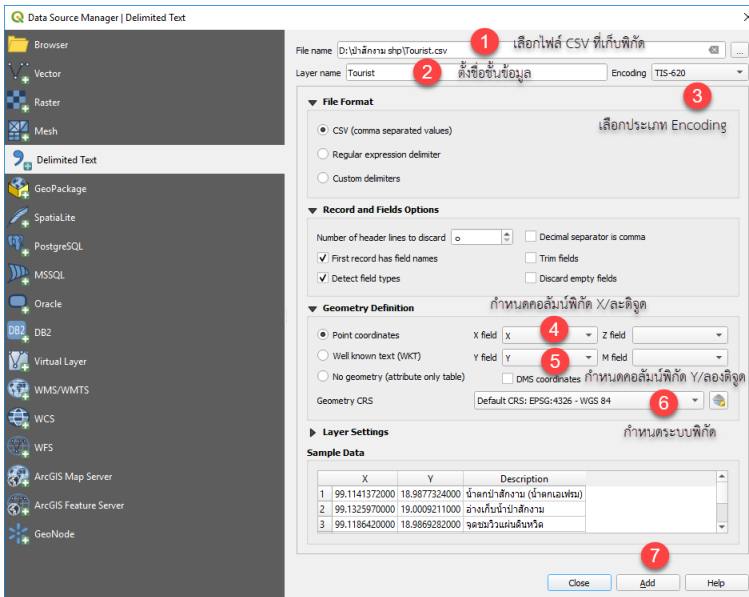 Data Source Manager | Delimited Text
Browser
Vector
Raster
Mesh
Delimited Text
GeoPackage
SpatiaLite
PostgreSQL
MSSQL
Oracle
DB2 DB2
Virtual Layer
WMS/WMTS
WCS
WFS
ArcGIS Map Server
ArcGIS Feature Server
GeoNode
File name D:\ป่าสักงาม shp\Tourist.csv 1 เลือกไฟล์ CSV ที่เก็บพิกัด ...
Layer name Tourist 2 ตั้งชื่อชั้นข้อมูล Encoding TIS-620
3
เลือกประเภท Encoding
File Format
CSV (comma separated values)
Regular expression delimiter
Custom delimiters
Record and Fields Options
Number of header lines to discard 0 Decimal separator is comma
First record has field names Trim fields
Detect field types Discard empty fields
กำหนดคอลัมน์พิกัด X/ละติจูด
Geometry Definition
Point coordinates X field X 4 Z field
Well known text (WKT) Y field Y 5 M field
No geometry (attribute only table) DMS coordinates กำหนดคอลัมน์พิกัด Y/ลองติจูด
Geometry CRS Default CRS: EPSG:4326 - WGS 84 6
กำหนดระบบพิกัด
Layer Settings
Sample Data
X Y Description
1 99.1141372000 18.9877324000 น้ำตกป่าสักงาม (น้ำตกเอเฟรม)
2 99.1325970000 19.0009211000 อ่างเก็บน้ำป่าสักงาม
3 99.1186420000 18.9869282000 จุดชมวิวแผ่นดินหวิด
7
Close Add Help